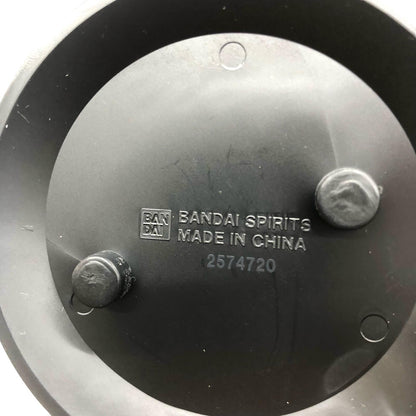 BAN
DAI
BANDAI SPIRITS
MADE IN CHINA
2574720